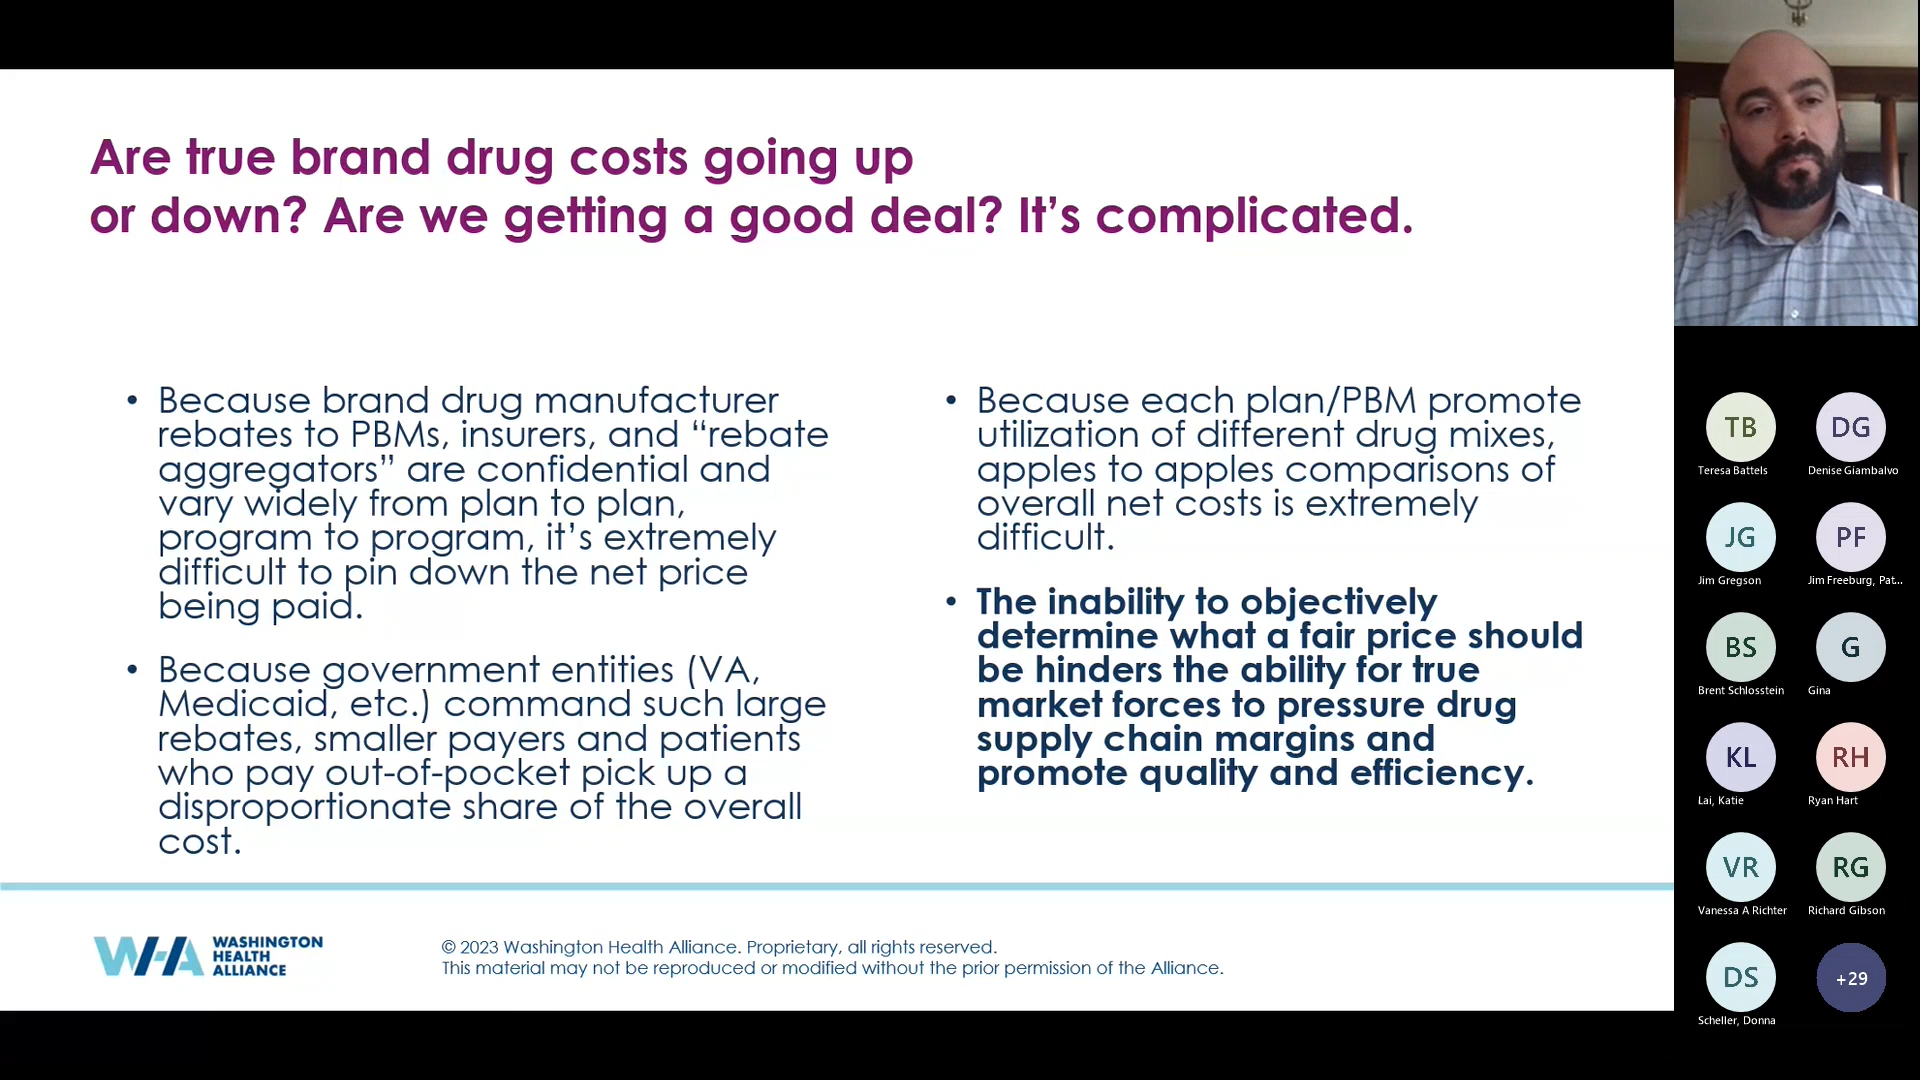 Are true brand drug costs going up
or down? Are we getting a good deal? It’s complicated.
• Because brand drug manufacturer
rebates to PBMs, insurers, and “rebate
aggregators” are confidential and
vary widely from plan to plan,
program to program, it’s extremely
difficult to pin down the net price
being paid.
• Because government entities (VA,
Medicaid, etc.) command such large
rebates, smaller payers and patients
who pay out-of-pocket pick up a
disproportionate share of the overall
cost.
• Because each plan/PBM promote
utilization of different drug mixes,
apples to apples comparisons of
overall net costs is extremely
difficult.
• The inability to objectively
determine what a fair price should
be hinders the ability for true
market forces to pressure drug
supply chain margins and
promote quality and efficiency.
WHA
WASHINGTON
HEALTH
ALLIANCE
© 2023 Washington Health Alliance. Proprietary, all rights reserved.
This material may not be reproduced or modified without the prior permission of the Alliance.
TB
Teresa Battels
DG
Denise Giambalvo
JG
Jim Gregson
PF
Jim Freeburg, Pat...
BS
Brent Schlosstein
G
Gina
KL
Lai, Katie
RH
Ryan Hart
VR
Vanessa A Richter
RG
Richard Gibson
DS
Scheller, Donna
+29